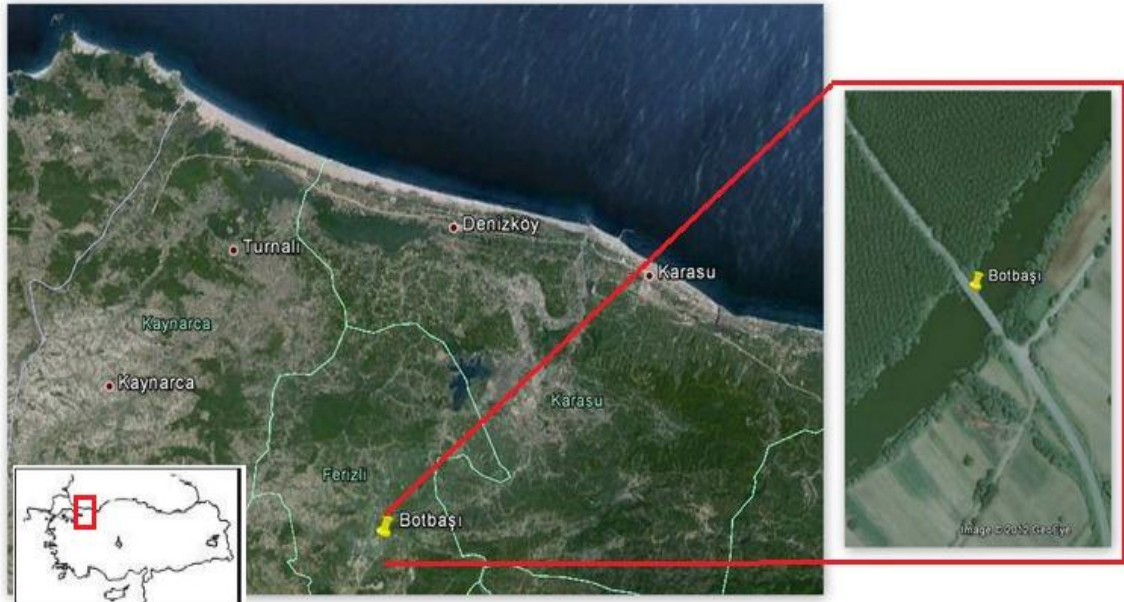 Denizköy
Turnalı
Karasu
Kaynarca
Kaynarca
Karasu
Ferizli
Botbaşı
Botbaşı
Image © 2012 GeoEye